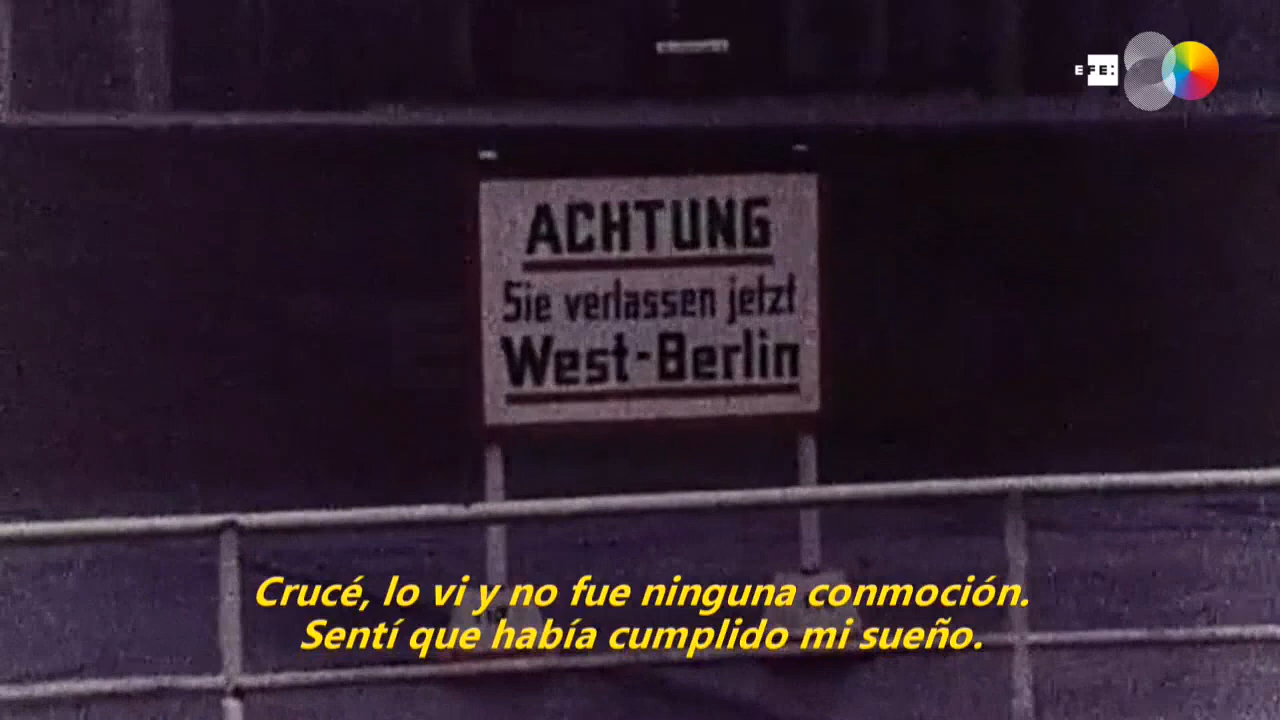 EFE:
ACHTUNG
Sie verlassen jetzt
West-Berlin
Crucé, lo vi y no fue ninguna conmoción.
Sentí que había cumplido mi sueño.